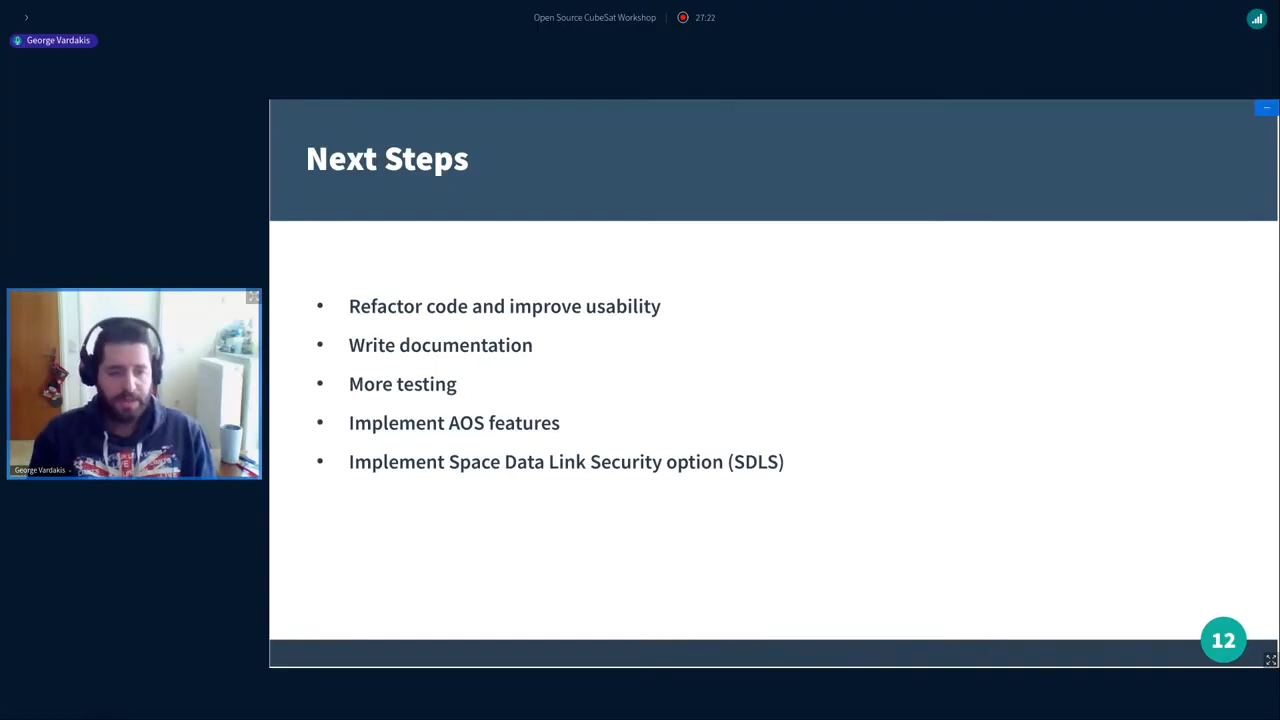 Open Source CubeSat Workshop
27:22
George Vardakis
Next Steps
• Refactor code and improve usability
• Write documentation
• More testing
• Implement AOS features
• Implement Space Data Link Security option (SDLS)
George Vardakis
12